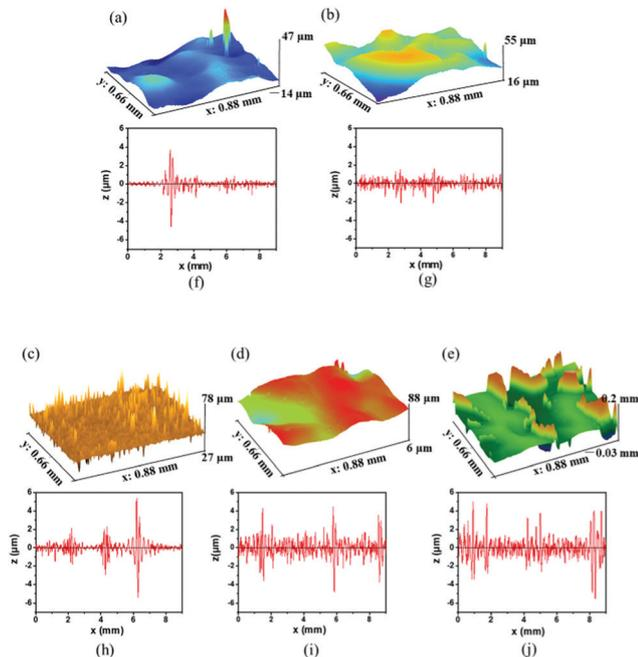 (a)
47 μm
−14 μm
y: 0.66 mm
x: 0.88 mm
(b)
55 μm
16 μm
y: 0.66 mm
x: 0.88 mm
6
4
2
0
-2
-4
-6
z (μm)
0 2 4 6 8
x (mm)
(f)
6
4
2
0
-2
-4
-6
z (μm)
0 2 4 6 8
x (mm)
(g)
(c)
78 μm
27 μm
y: 0.66 mm
x: 0.88 mm
(d)
88 μm
6 μm
y: 0.66 mm
x: 0.88 mm
(e)
0.2 mm
−0.03 mm
y: 0.66 mm
x: 0.88 mm
6
4
2
0
-2
-4
-6
z (μm)
0 2 4 6 8
x (mm)
(h)
6
4
2
0
-2
-4
-6
z (μm)
0 2 4 6 8
x (mm)
(i)
6
4
2
0
-2
-4
-6
z (μm)
0 2 4 6 8
x (mm)
(j)